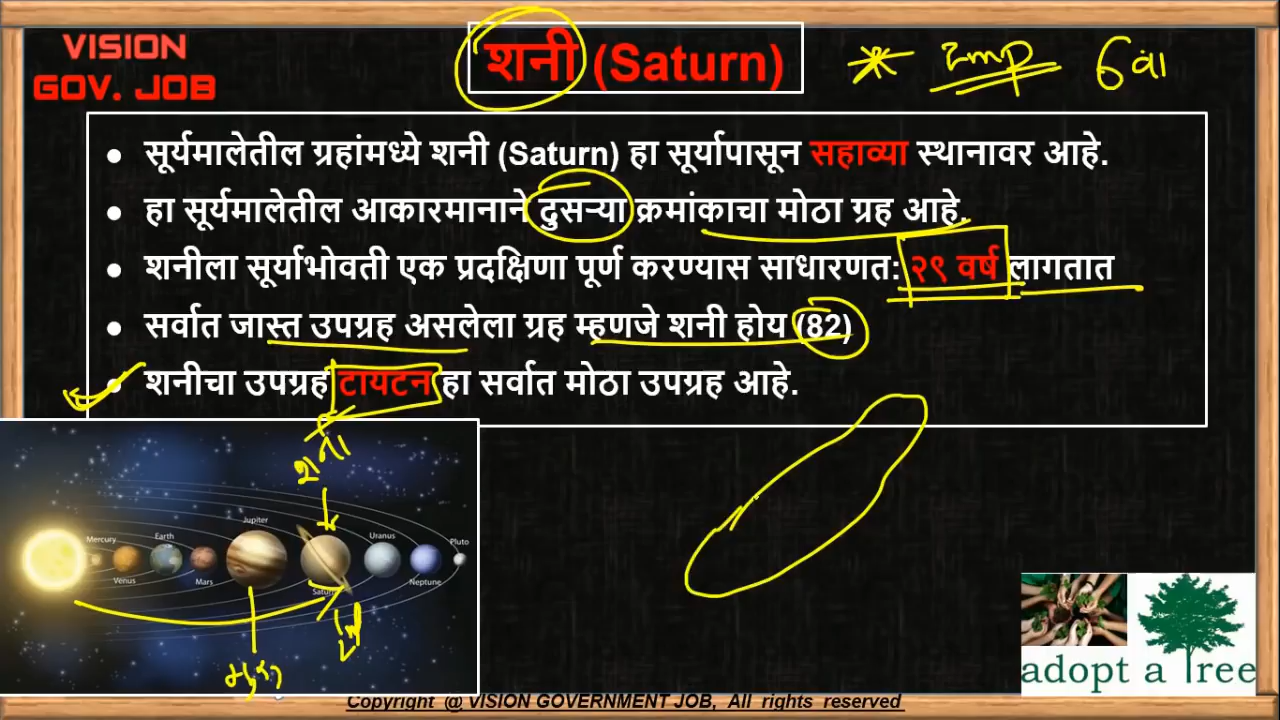 VISION
GOV. JOB
शनी (Saturn)
Imp 6वा
सूर्यमालेतील ग्रहांमध्ये शनी (Saturn) हा सूर्यापासून सहाव्या स्थानावर आहे.
हा सूर्यमालेतील आकारमानाने दुसऱ्या क्रमांकाचा मोठा ग्रह आहे.
शनीला सूर्याभोवती एक प्रदक्षिणा पूर्ण करण्यास साधारणत: २९ वर्ष लागतात
सर्वात जास्त उपग्रह असलेला ग्रह म्हणजे शनी होय (82)
शनीचा उपग्रह टायटन हा सर्वात मोठा उपग्रह आहे.
शनी
Mercury
Venus
Earth
Mars
Jupiter
Saturn
Uranus
Neptune
Pluto
adopt a Tree
Copyright @ VISION GOVERNMENT JOB, All rights reserved